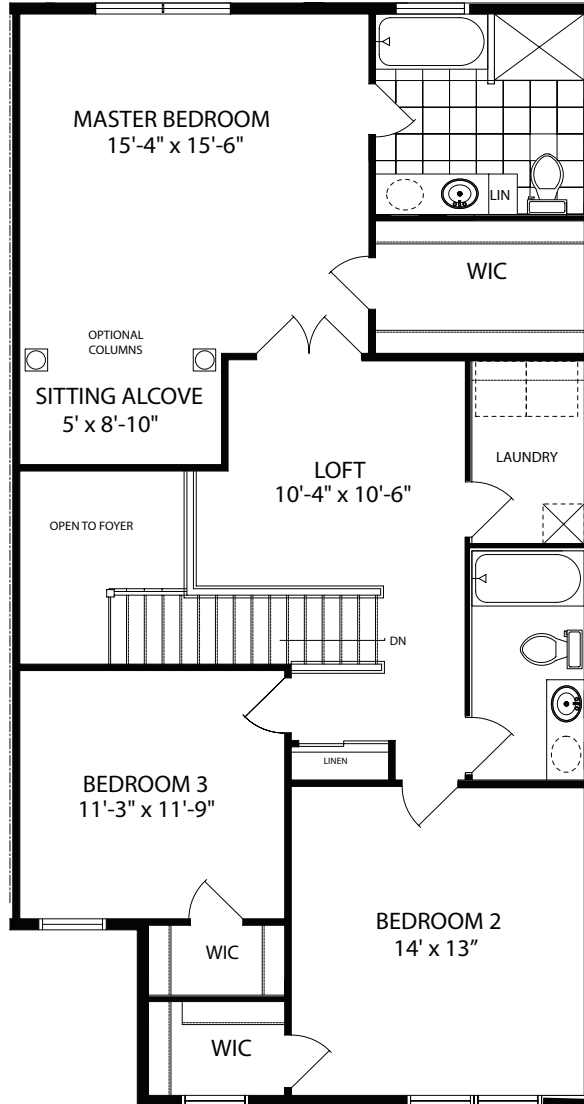 MASTER BEDROOM
15'-4" x 15'-6"
LIN
WIC
OPTIONAL
COLUMNS
SITTING ALCOVE
5' x 8'-10"
LAUNDRY
LOFT
10'-4" x 10'-6"
OPEN TO FOYER
DN
LINEN
BEDROOM 3
11'-3" x 11'-9"
BEDROOM 2
14' x 13”
WIC
WIC